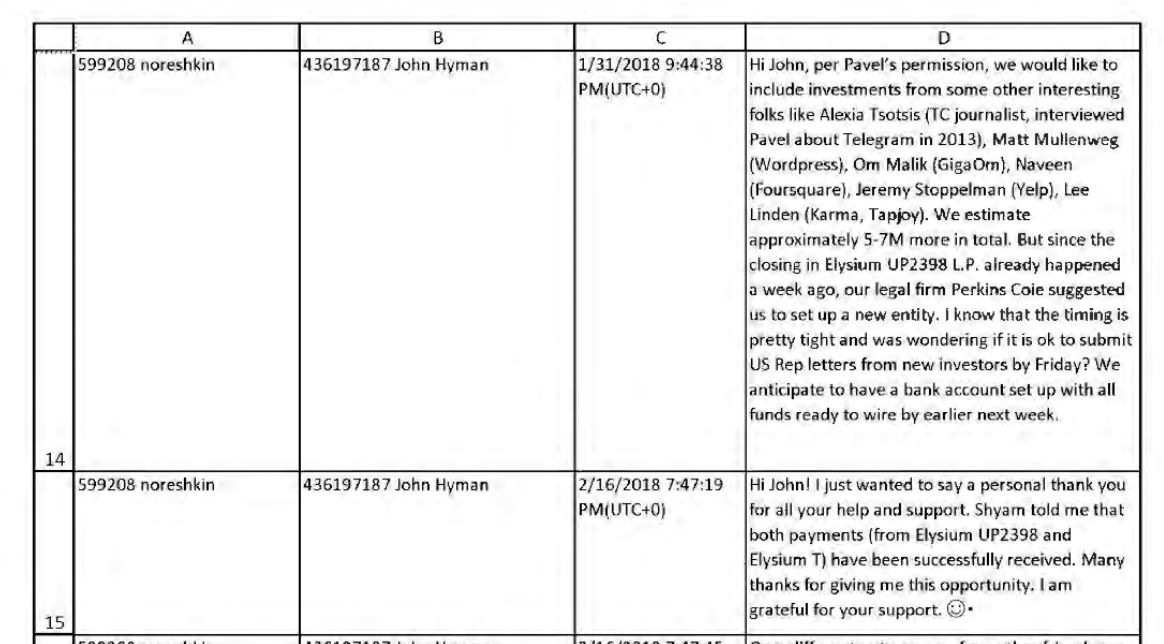 A B C D
599208 noreshkin 436197187 John Hyman 1/31/2018 9:44:38 Hi John, per Pavel's permission, we would like to
PM(UTC+0) include investments from some other interesting
folks like Alexia Tsotsis (TC journalist, interviewed
Pavel about Telegram in 2013), Matt Mullenweg
(Wordpress), Om Malik (GigaOm), Naveen
(Foursquare), Jeremy Stoppelman (Yelp), Lee
Linden (Karma, Tapjoy). We estimate
approximately 5-7M more in total. But since the
closing in Elysium UP2398 L.P. already happened
a week ago, our legal firm Perkins Coie suggested
us to set up a new entity. I know that the timing is
pretty tight and was wondering if it is ok to submit
US Rep letters from new investors by Friday? We
anticipate to have a bank account set up with all
funds ready to wire by earlier next week.
14
599208 noreshkin 436197187 John Hyman 2/16/2018 7:47:19 Hi John! I just wanted to say a personal thank you
PM(UTC+0) for all your help and support. Shyam told me that
both payments (from Elysium UP2398 and
Elysium T) have been successfully received. Many
thanks for giving me this opportunity. I am
grateful for your support. ☺
15